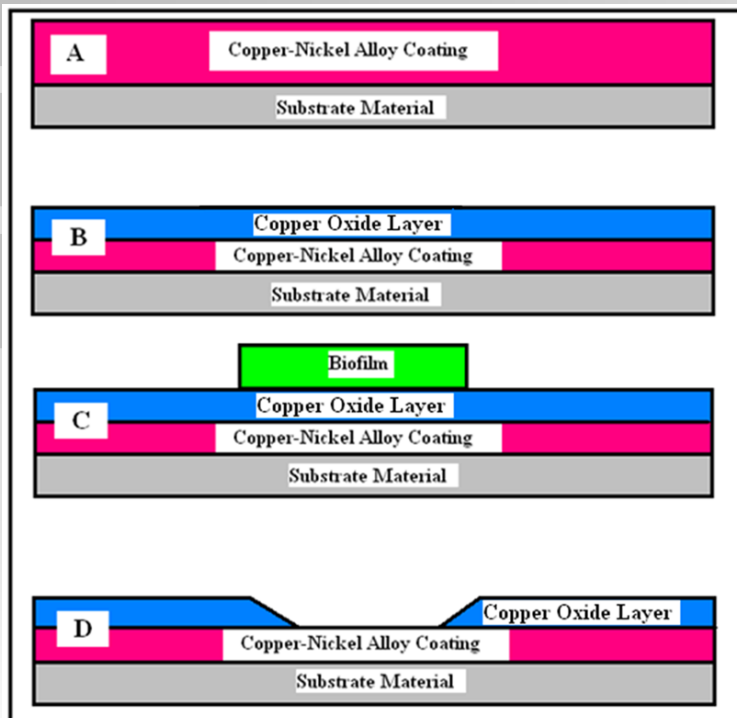 A
Copper-Nickel Alloy Coating
Substrate Material
B
Copper Oxide Layer
Copper-Nickel Alloy Coating
Substrate Material
Biofilm
C
Copper Oxide Layer
Copper-Nickel Alloy Coating
Substrate Material
D
Copper Oxide Layer
Copper-Nickel Alloy Coating
Substrate Material